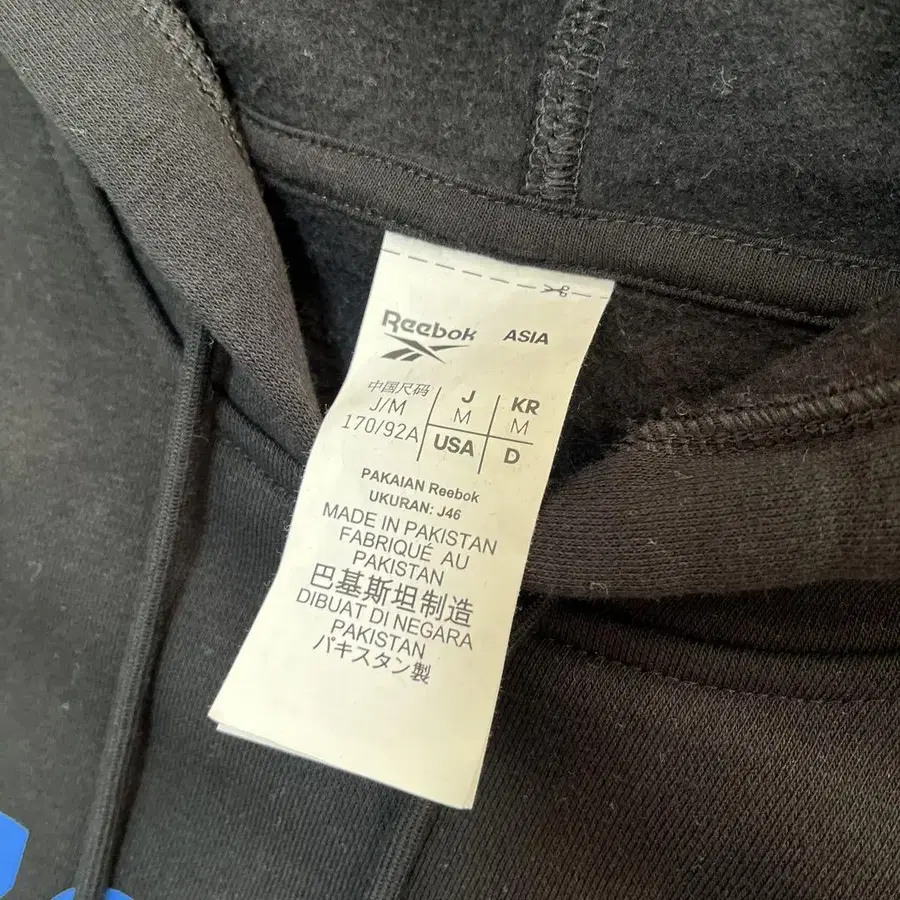 Reebok ASIA
中国尺码 J KR
J/M M M
170/92A USA D
PAKAIAN Reebok
UKURAN: J46
MADE IN PAKISTAN
FABRIQUÉ AU
PAKISTAN
巴基斯坦制造
DIBUAT DI NEGARA
PAKISTAN
パキスタン製